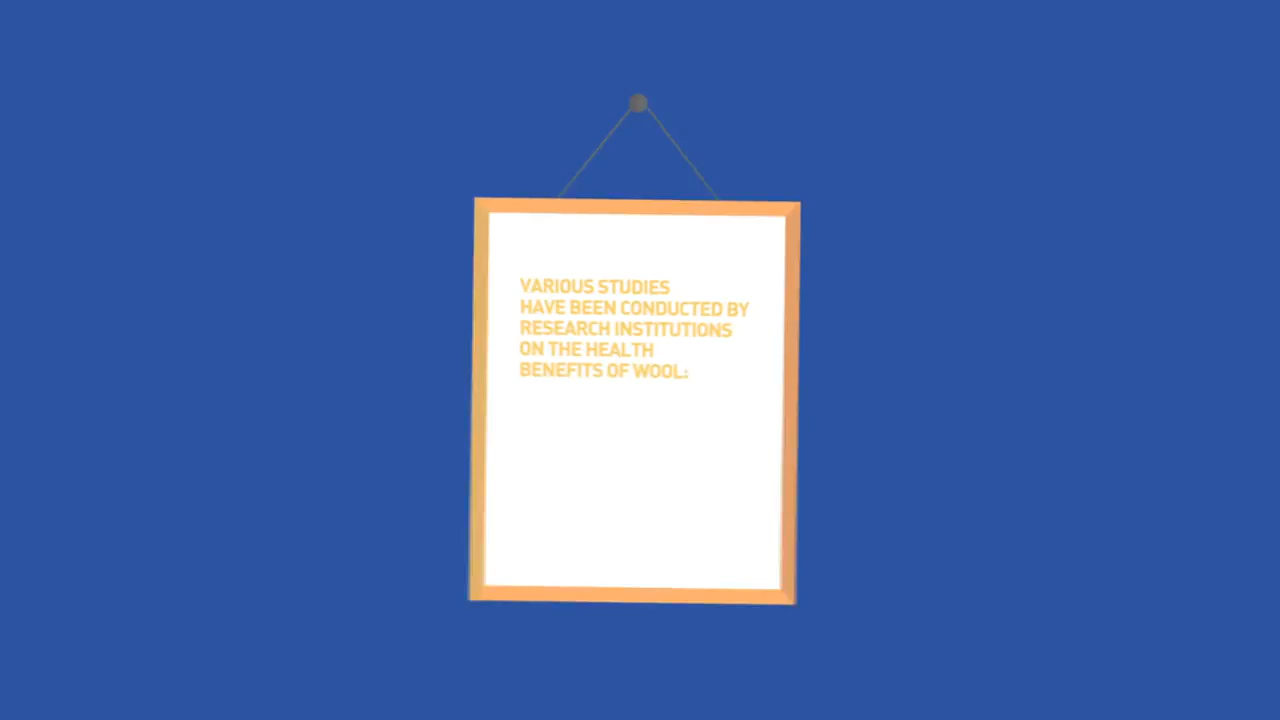 VARIOUS STUDIES
HAVE BEEN CONDUCTED BY
RESEARCH INSTITUTIONS
ON THE HEALTH
BENEFITS OF WOOL: